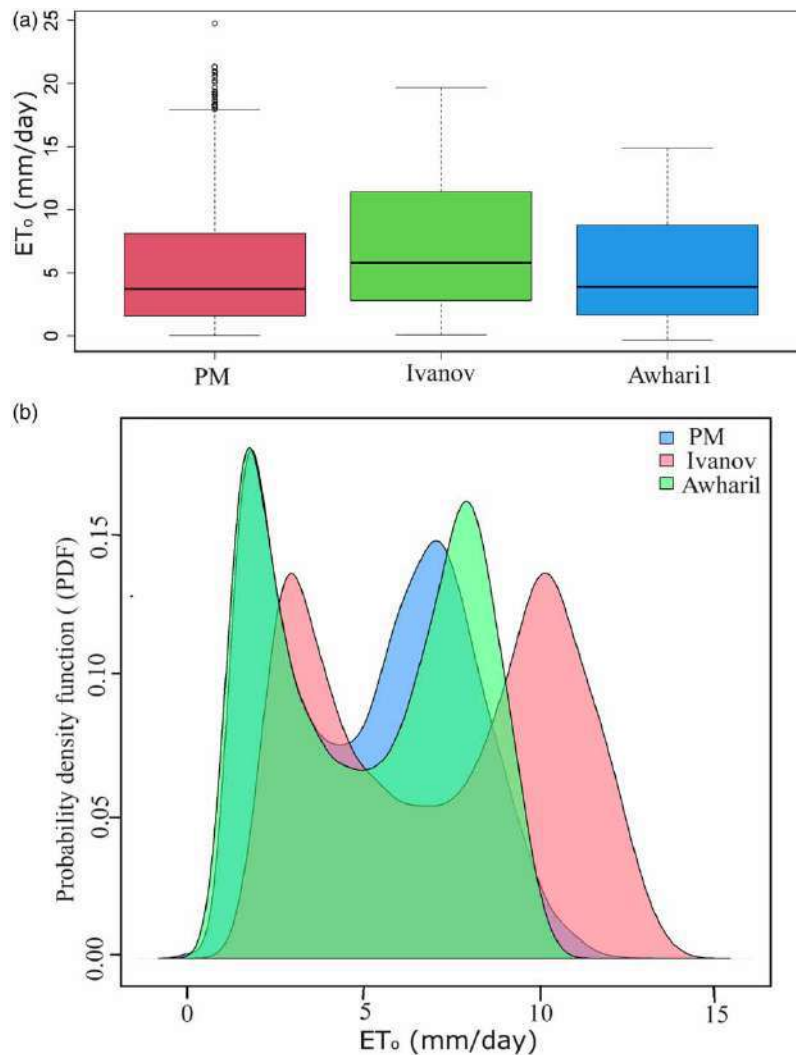 (a)
25
20
15
10
5
0
ETo (mm/day)
PM
Ivanov
Awharil
(b)
PM
Ivanov
Awharil
0.15
0.10
0.05
0.00
Probability density function ( (PDF)
0
5
10
15
ETo (mm/day)